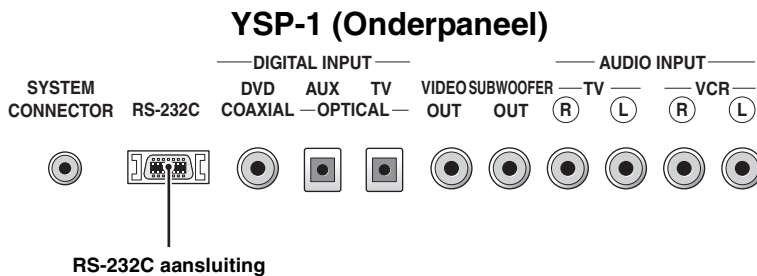 YSP-1 (Onderpaneel)
DIGITAL INPUT
AUDIO INPUT
SYSTEM
CONNECTOR
RS-232C
DVD
COAXIAL
AUX
TV
OPTICAL
VIDEO
OUT
SUBWOOFER
OUT
TV
R
L
VCR
R
L
RS-232C aansluiting